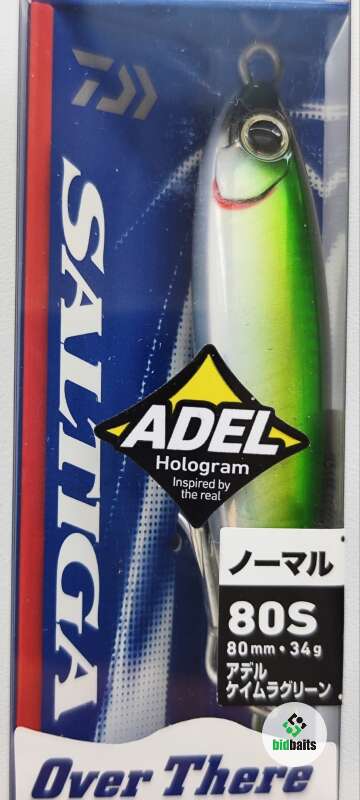 SALTIGA
ADEL
Hologram
Inspired by
the real
ノーマル
80S
80mm・34g
アデル
ケイムラグリーン
bidbaits
Over There